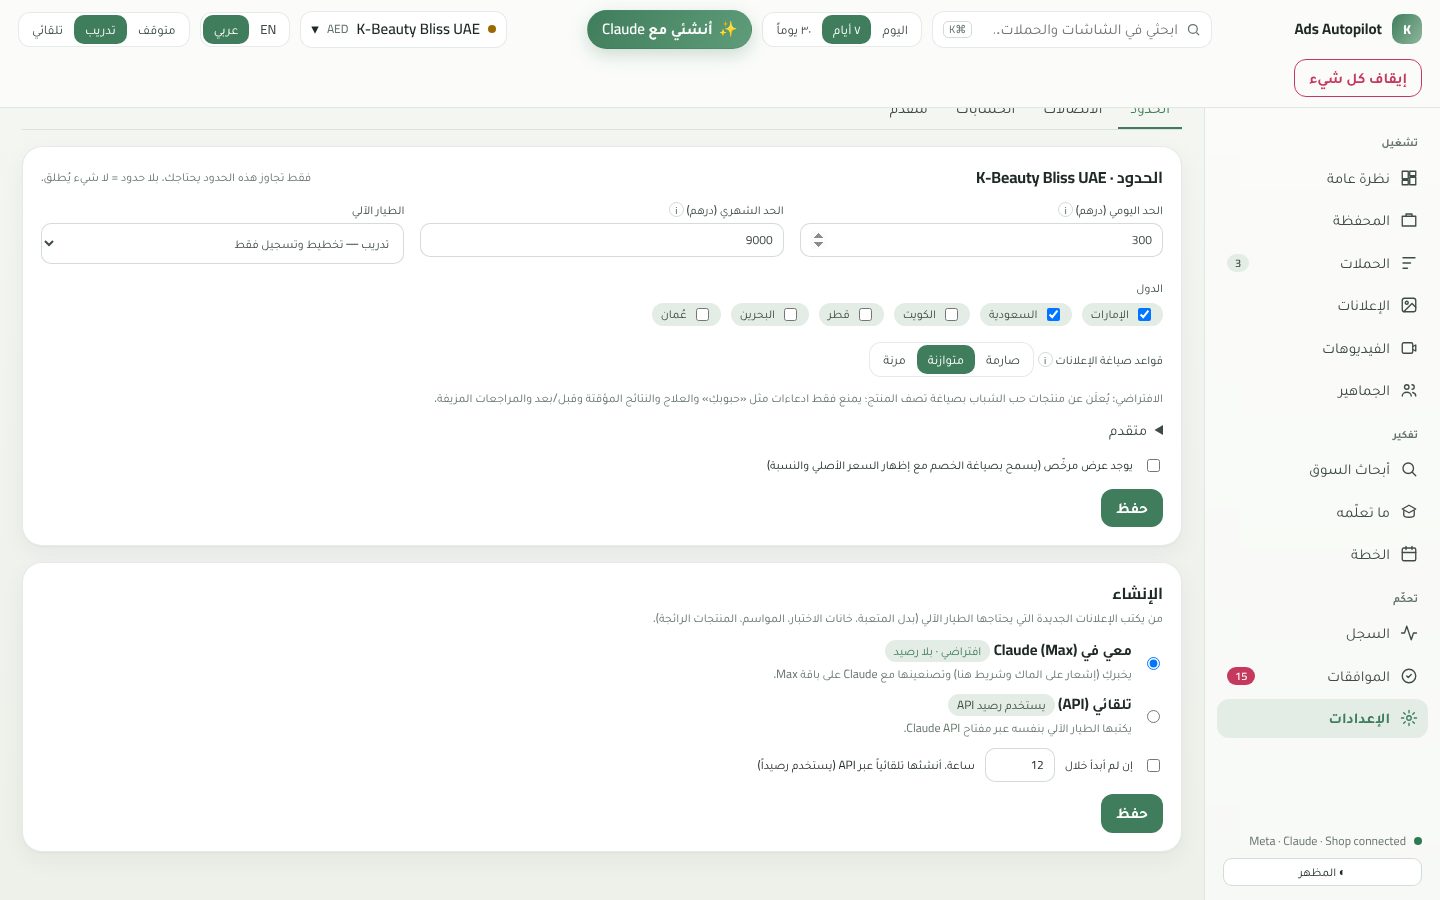 K
Ads Autopilot
ابحثي في الشاشات والحملات..
⌘K
اليوم
٧ أيام
٣٠ يوماً
✨ أنشئي مع Claude
K-Beauty Bliss UAE AED ▼
EN
عربي
متوقف
تدريب
تلقائي
إيقاف كل شيء
الحدود
الاتصالات
الحسابات
متقدم
تشغيل
نظرة عامة
المحفظة
الحملات
3
الإعلانات
الفيديوهات
الجماهير
تفكير
أبحاث السوق
ما تعلّمه
الخطة
تحكّم
السجل
الموافقات
15
الإعدادات
Meta · Claude · Shop connected
المظهر
الحدود · K-Beauty Bliss UAE
فقط تجاوز هذه الحدود يحتاجك. بلا حدود = لا شيء يُطلق.
الحد اليومي (درهم) i
300
الحد الشهري (درهم) i
9000
الطيار الآلي
تدريب — تخطيط وتسجيل فقط
الدول
الإمارات
السعودية
الكويت
قطر
البحرين
عُمان
قواعد صياغة الإعلانات i
صارمة
متوازنة
مرنة
الافتراضي: يُعلَن عن منتجات حب الشباب بصياغة تصف المنتج؛ يمنع فقط ادعاءات مثل «حبوبكِ» والعلاج والنتائج المؤقتة وقبل/بعد والمراجعات المزيفة.
متقدم
يوجد عرض مرخّص (يسمح بصياغة الخصم مع إظهار السعر الأصلي والنسبة)
حفظ
الإنشاء
من يكتب الإعلانات الجديدة التي يحتاجها الطيار الآلي (بدل المتعبة، خانات الاختبار، المواسم، المنتجات الرائجة).
معي في Claude (Max) افتراضي · بلا رصيد
يخبركِ (إشعار على الماك وشريط هنا) وتصنعينها مع Claude على باقة Max.
تلقائي (API) يستخدم رصيد API
يكتبها الطيار الآلي بنفسه عبر مفتاح Claude API.
إن لم أبدأ خلال 12 ساعة، أنشئها تلقائياً عبر API (يستخدم رصيداً)
حفظ